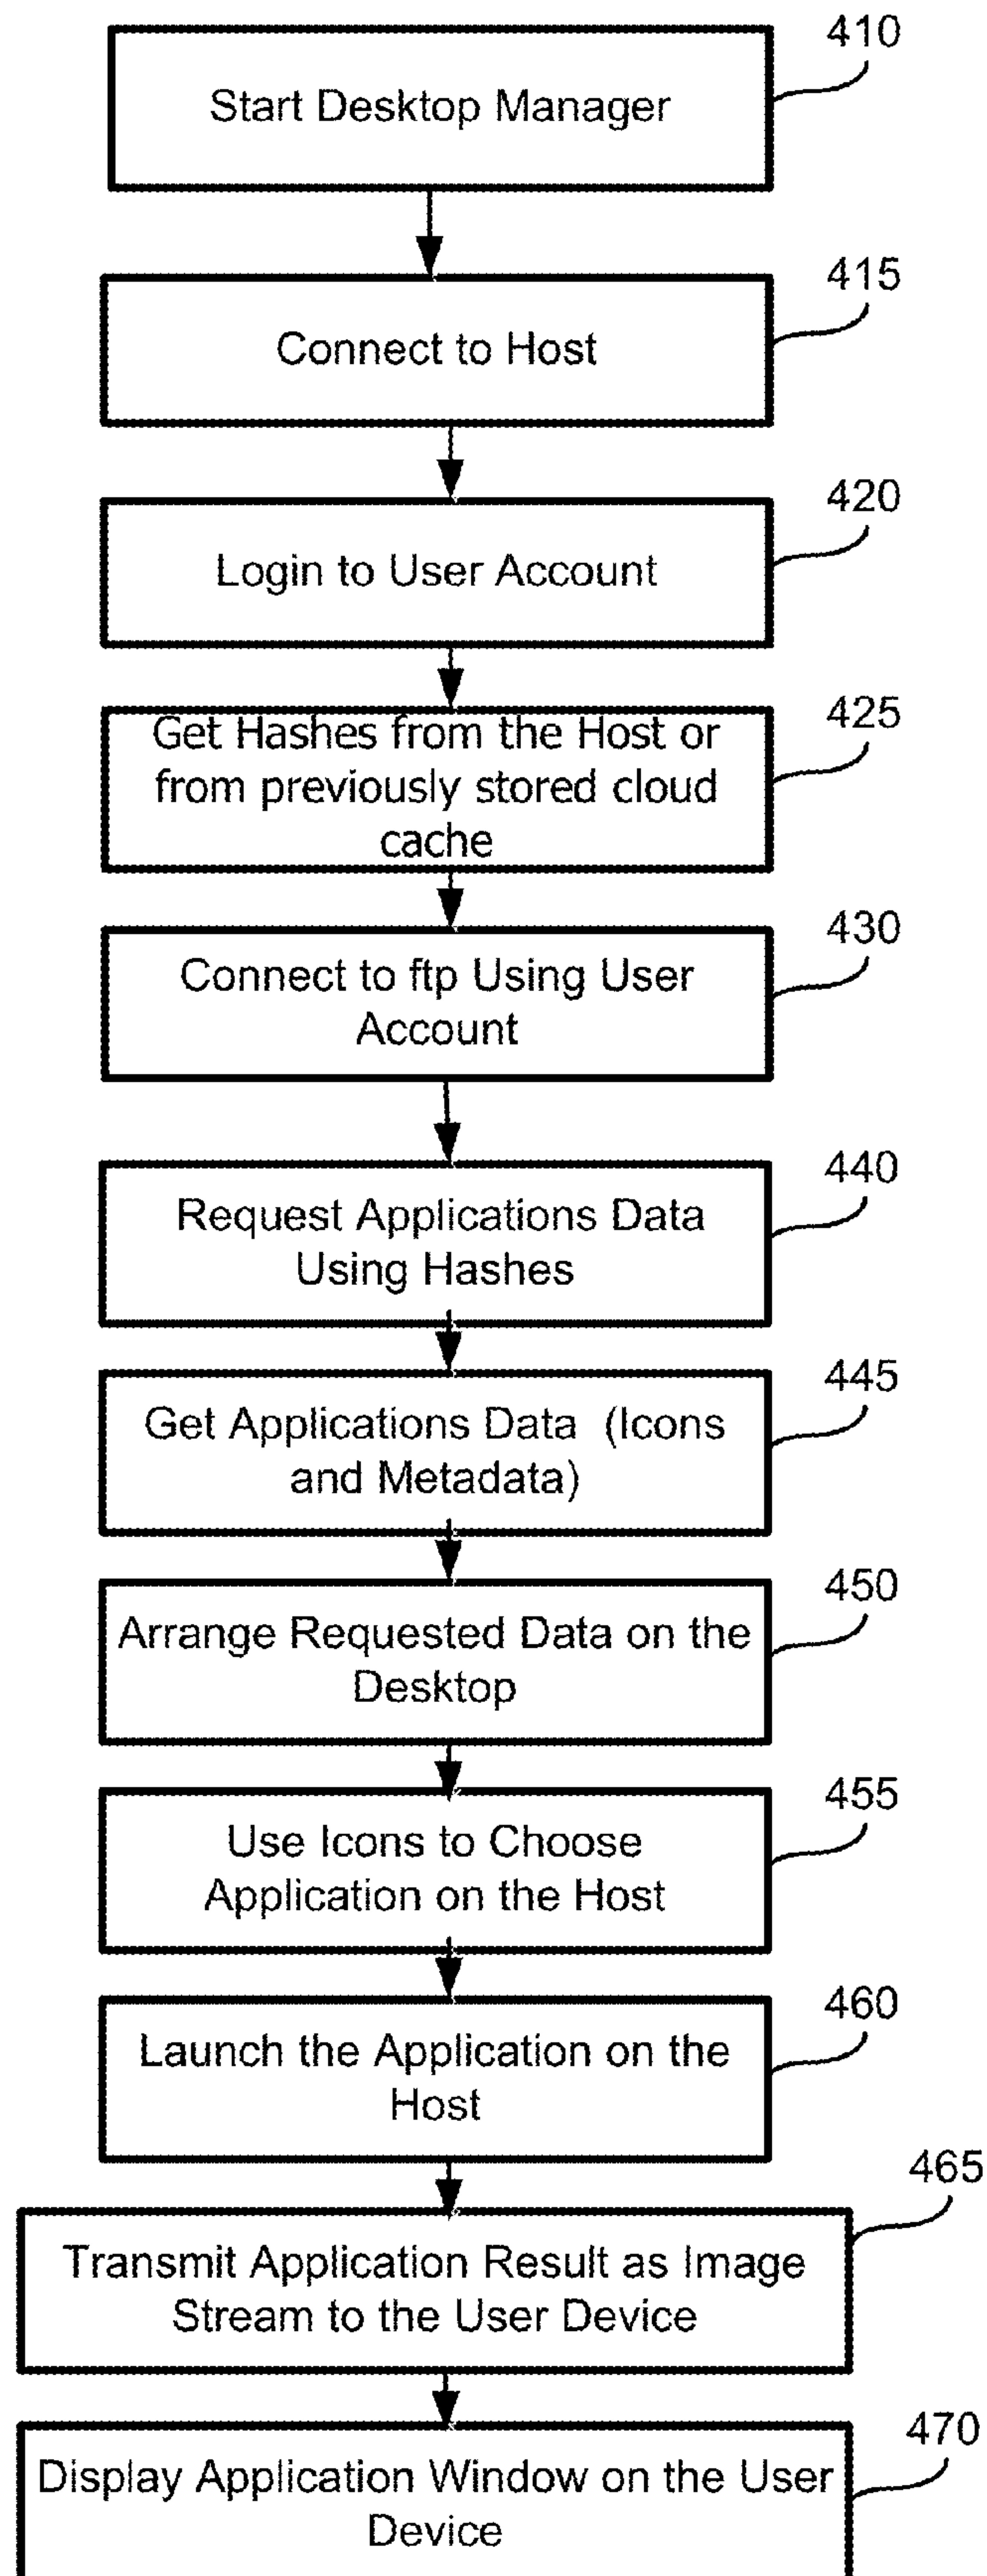 410
Start Desktop Manager
415
Connect to Host
420
Login to User Account
425
Get Hashes from the Host or
from previously stored cloud
cache
430
Connect to ftp Using User
Account
440
Request Applications Data
Using Hashes
445
Get Applications Data (Icons
and Metadata)
450
Arrange Requested Data on the
Desktop
455
Use Icons to Choose
Application on the Host
460
Launch the Application on the
Host
465
Transmit Application Result as Image
Stream to the User Device
470
Display Application Window on the User
Device